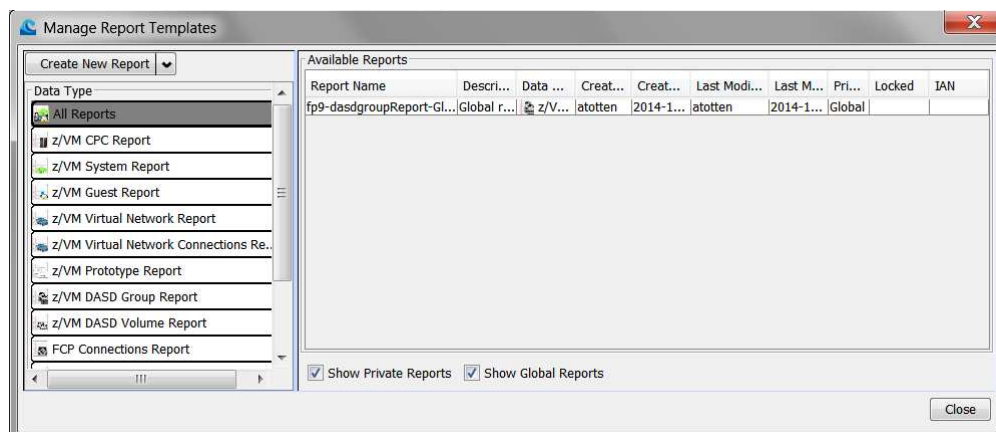 Manage Report Templates
X
Create New Report
Data Type
All Reports
z/VM CPC Report
z/VM System Report
z/VM Guest Report
z/VM Virtual Network Report
z/VM Virtual Network Connections Re..
z/VM Prototype Report
z/VM DASD Group Report
z/VM DASD Volume Report
FCP Connections Report
Available Reports
Report Name Descri... Data ... Creat... Creat... Last Modi... Last M... Pri... Locked IAN
fp9-dasdgroupReport-Gl... Global r... z/V... atotten 2014-1... atotten 2014-1... Global
Show Private Reports Show Global Reports
Close